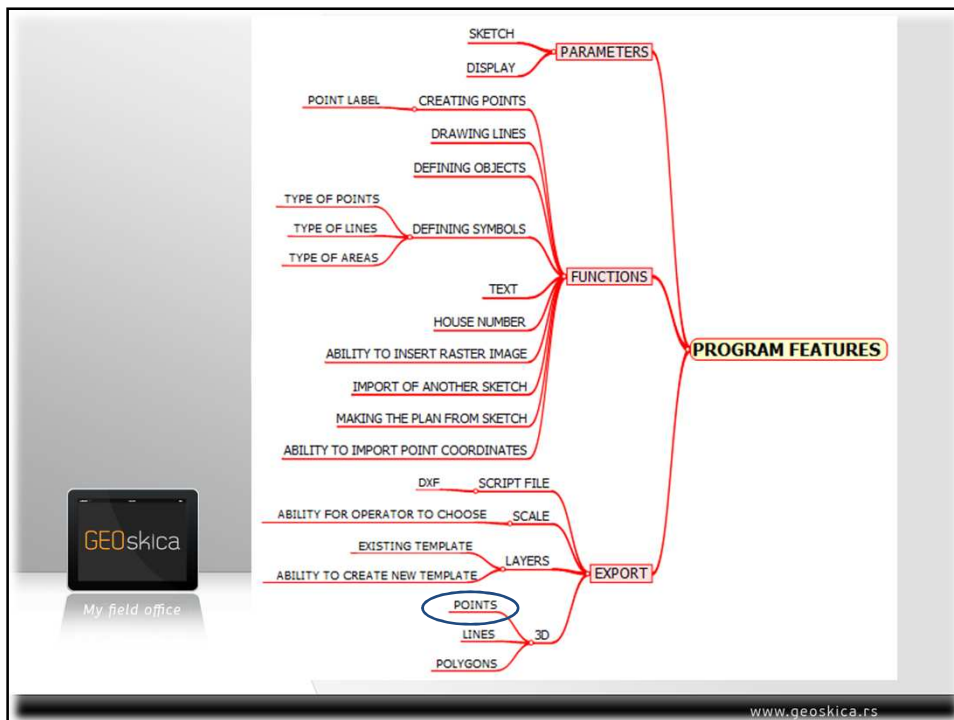 SKETCH
PARAMETERS
DISPLAY
POINT LABEL
CREATING POINTS
DRAWING LINES
DEFINING OBJECTS
TYPE OF POINTS
TYPE OF LINES
DEFINING SYMBOLS
TYPE OF AREAS
FUNCTIONS
TEXT
HOUSE NUMBER
PROGRAM FEATURES
ABILITY TO INSERT RASTER IMAGE
IMPORT OF ANOTHER SKETCH
MAKING THE PLAN FROM SKETCH
ABILITY TO IMPORT POINT COORDINATES
DXF
SCRIPT FILE
ABILITY FOR OPERATOR TO CHOOSE
SCALE
EXISTING TEMPLATE
LAYERS
ABILITY TO CREATE NEW TEMPLATE
EXPORT
POINTS
LINES
3D
POLYGONS
GEOskica
My field office
www.geoskica.rs